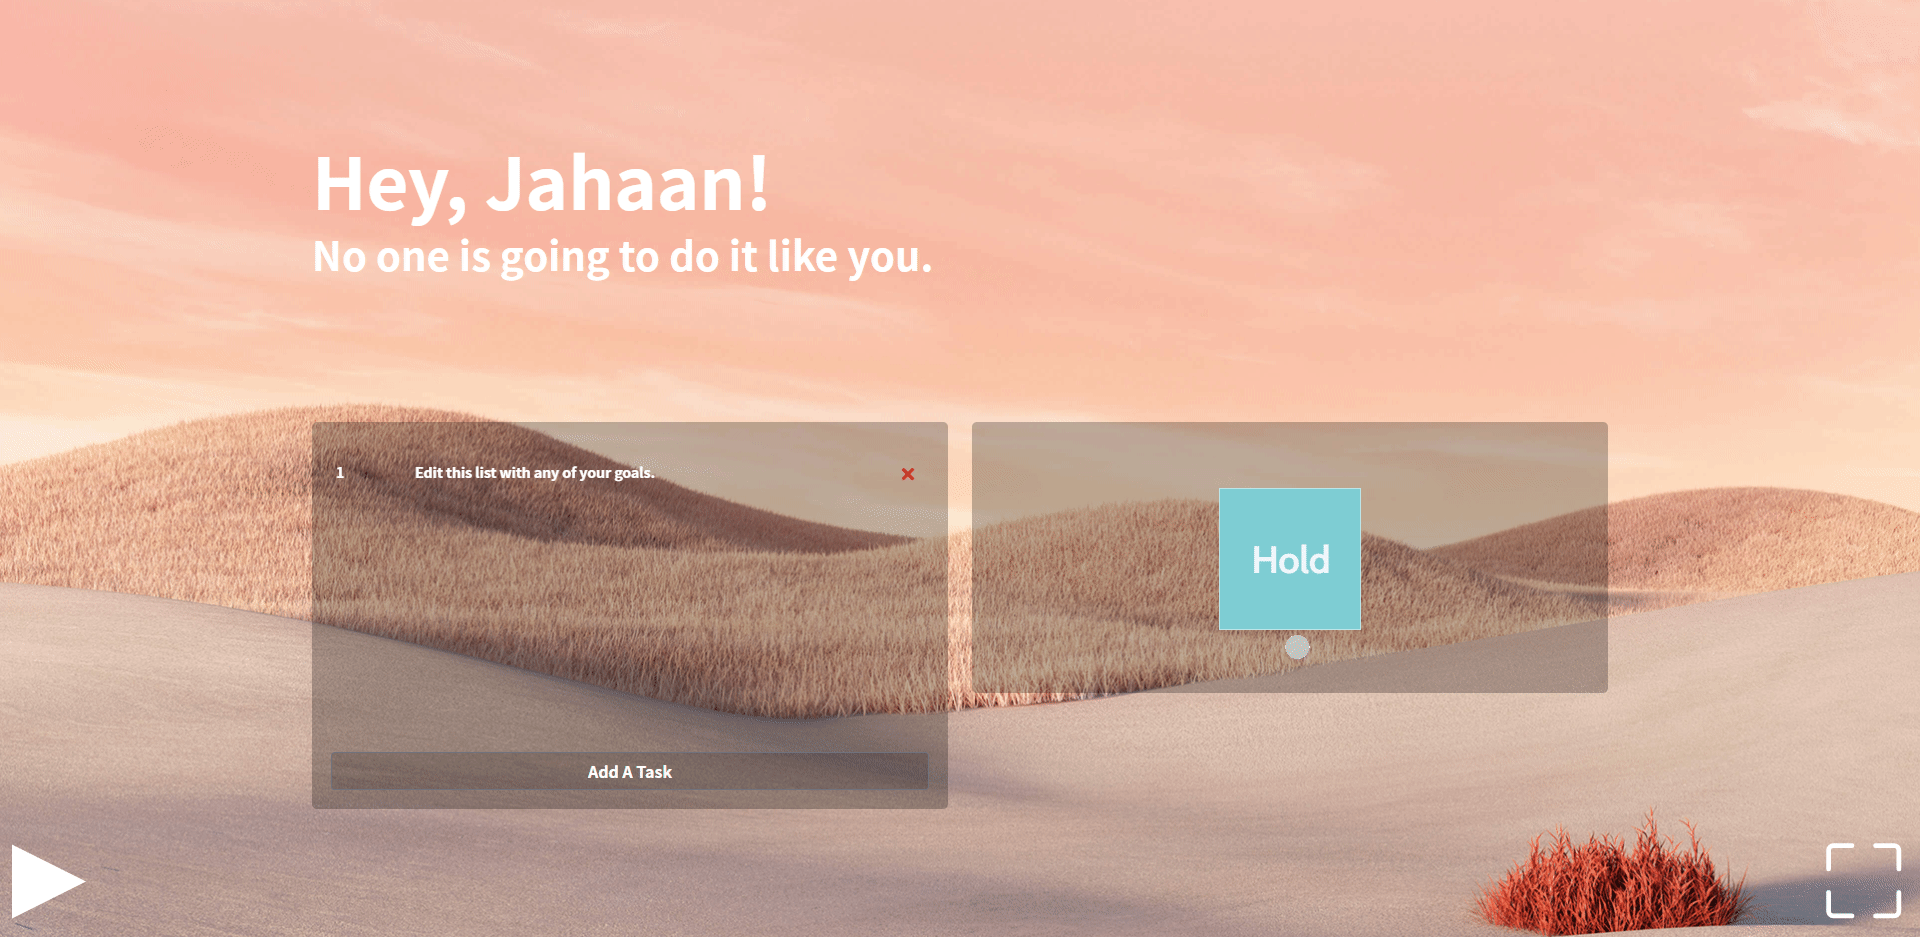 Hey, Jahaan!
No one is going to do it like you.
1 Edit this list with any of your goals.
Add A Task
Hold